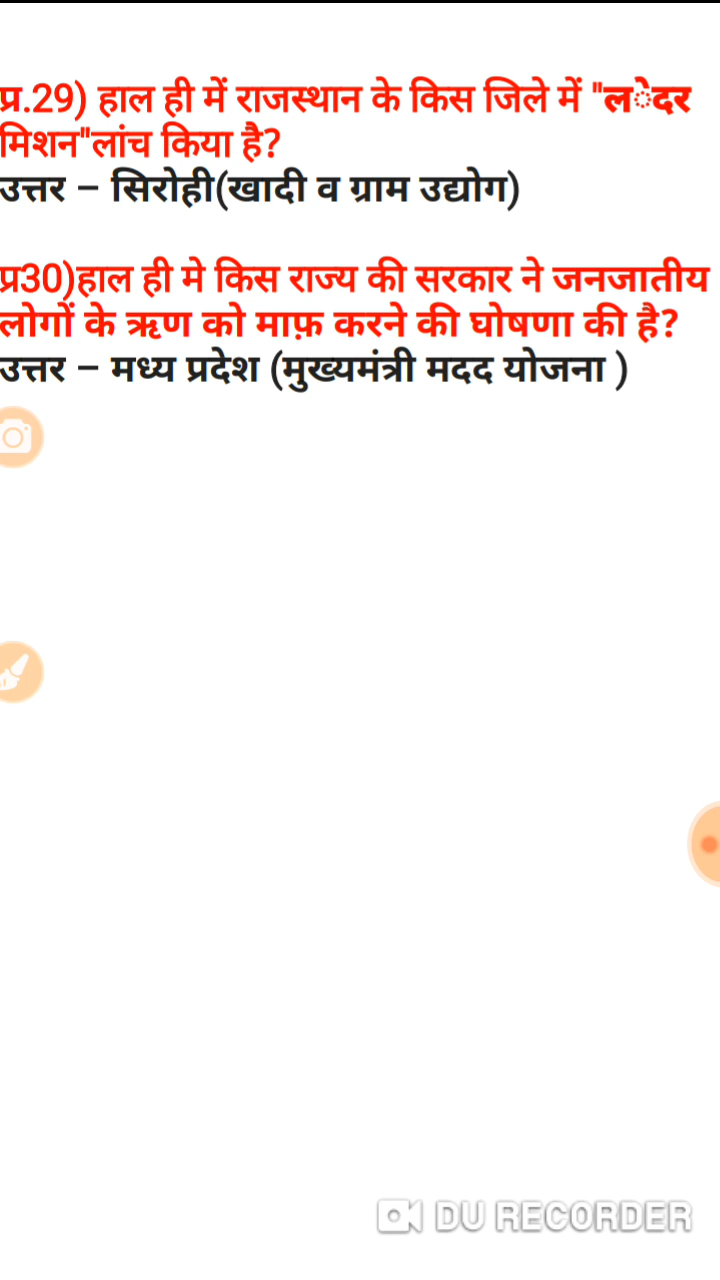 प्र.29) हाल ही में राजस्थान के किस जिले में "लेदर
मिशन"लांच किया है?
उत्तर – सिरोही(खादी व ग्राम उद्योग)
प्र30)हाल ही मे किस राज्य की सरकार ने जनजातीय
लोगों के ऋण को माफ़ करने की घोषणा की है?
उत्तर – मध्य प्रदेश (मुख्यमंत्री मदद योजना )
DU RECORDER